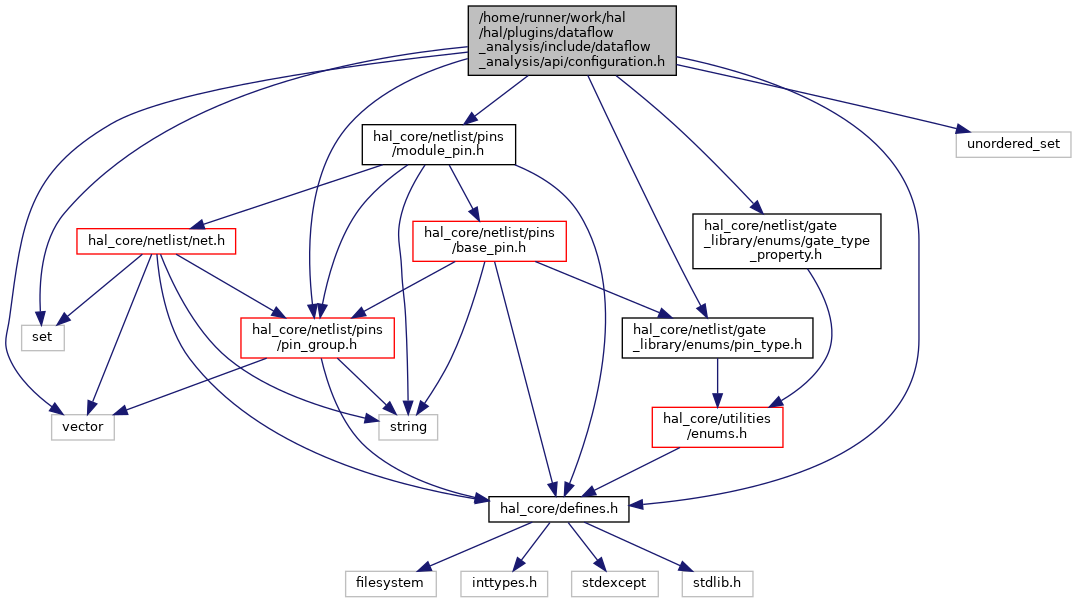 /home/runner/work/hal
/hal/plugins/dataflow
_analysis/include/dataflow
_analysis/api/configuration.h
hal_core/netlist/pins
/module_pin.h
unordered_set
hal_core/netlist/net.h
hal_core/netlist/pins
/base_pin.h
hal_core/netlist/gate
_library/enums/gate_type
_property.h
set
hal_core/netlist/pins
/pin_group.h
hal_core/netlist/gate
_library/enums/pin_type.h
vector
string
hal_core/utilities
/enums.h
hal_core/defines.h
filesystem
inttypes.h
stdexcept
stdlib.h